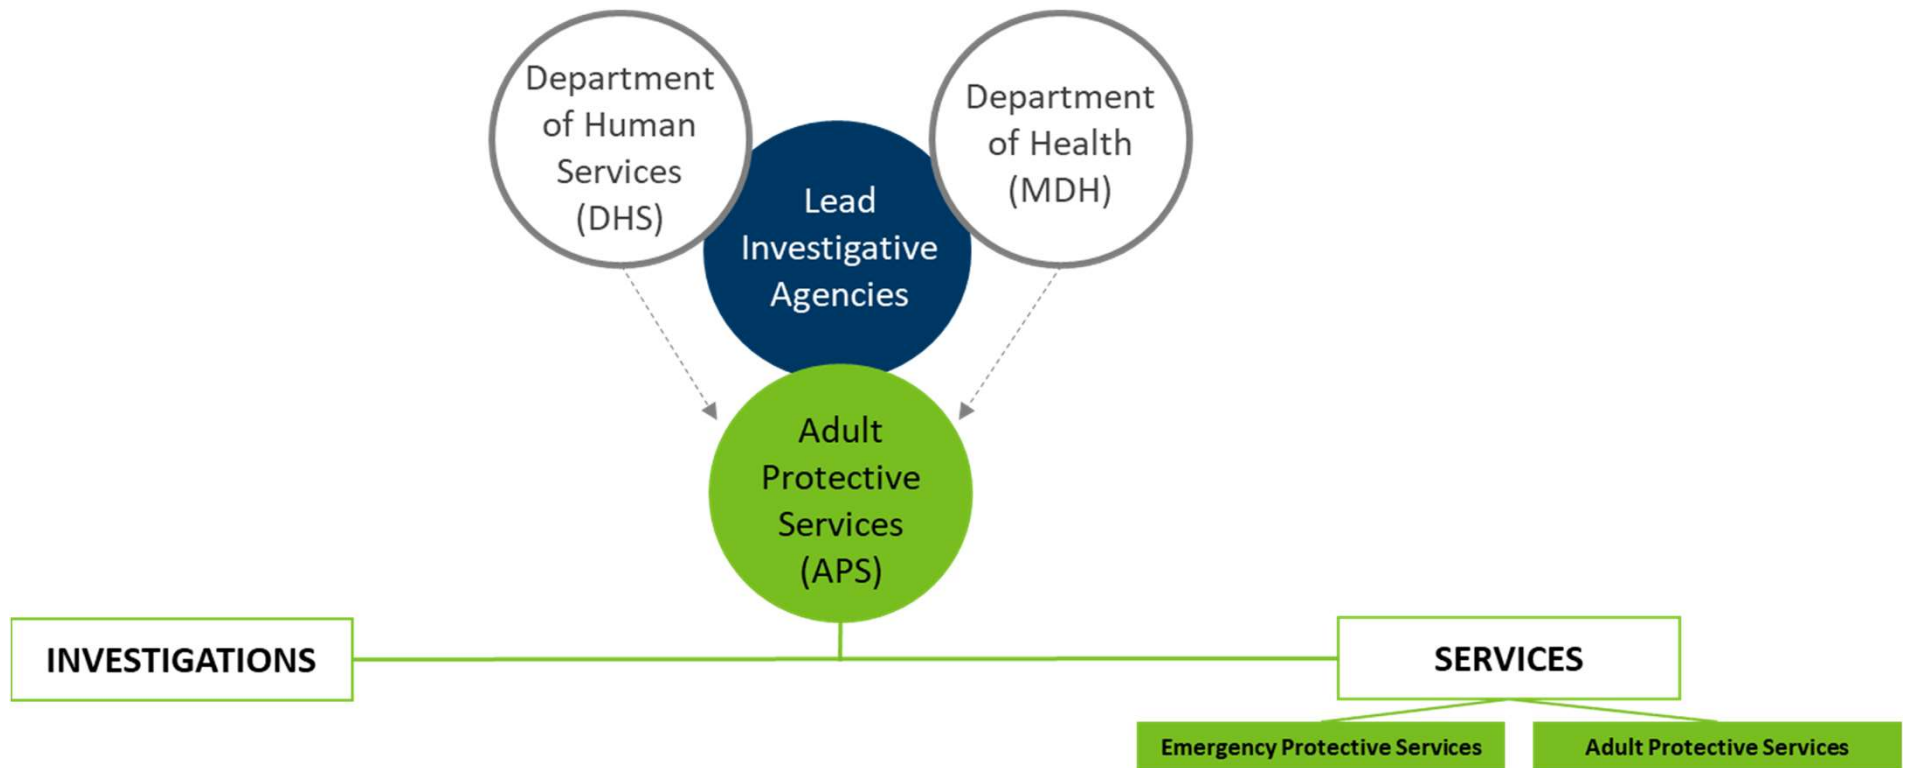 Department
of Human
Services
(DHS)
Department
of Health
(MDH)
Lead
Investigative
Agencies
Adult
Protective
Services
(APS)
INVESTIGATIONS
SERVICES
Emergency Protective Services
Adult Protective Services